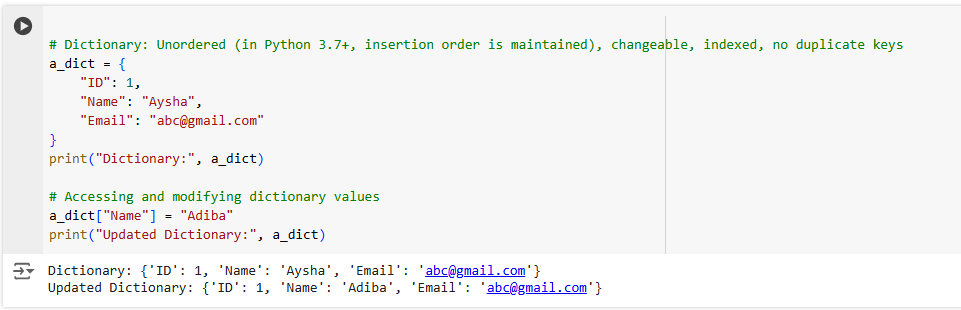 # Dictionary: Unordered (in Python 3.7+, insertion order is maintained), changeable, indexed, no duplicate keys
a_dict = {
    "ID": 1,
    "Name": "Aysha",
    "Email": "abc@gmail.com"
}
print("Dictionary:", a_dict)
# Accessing and modifying dictionary values
a_dict["Name"] = "Adiba"
print("Updated Dictionary:", a_dict)
Dictionary: {'ID': 1, 'Name': 'Aysha', 'Email': 'abc@gmail.com'}
Updated Dictionary: {'ID': 1, 'Name': 'Adiba', 'Email': 'abc@gmail.com'}